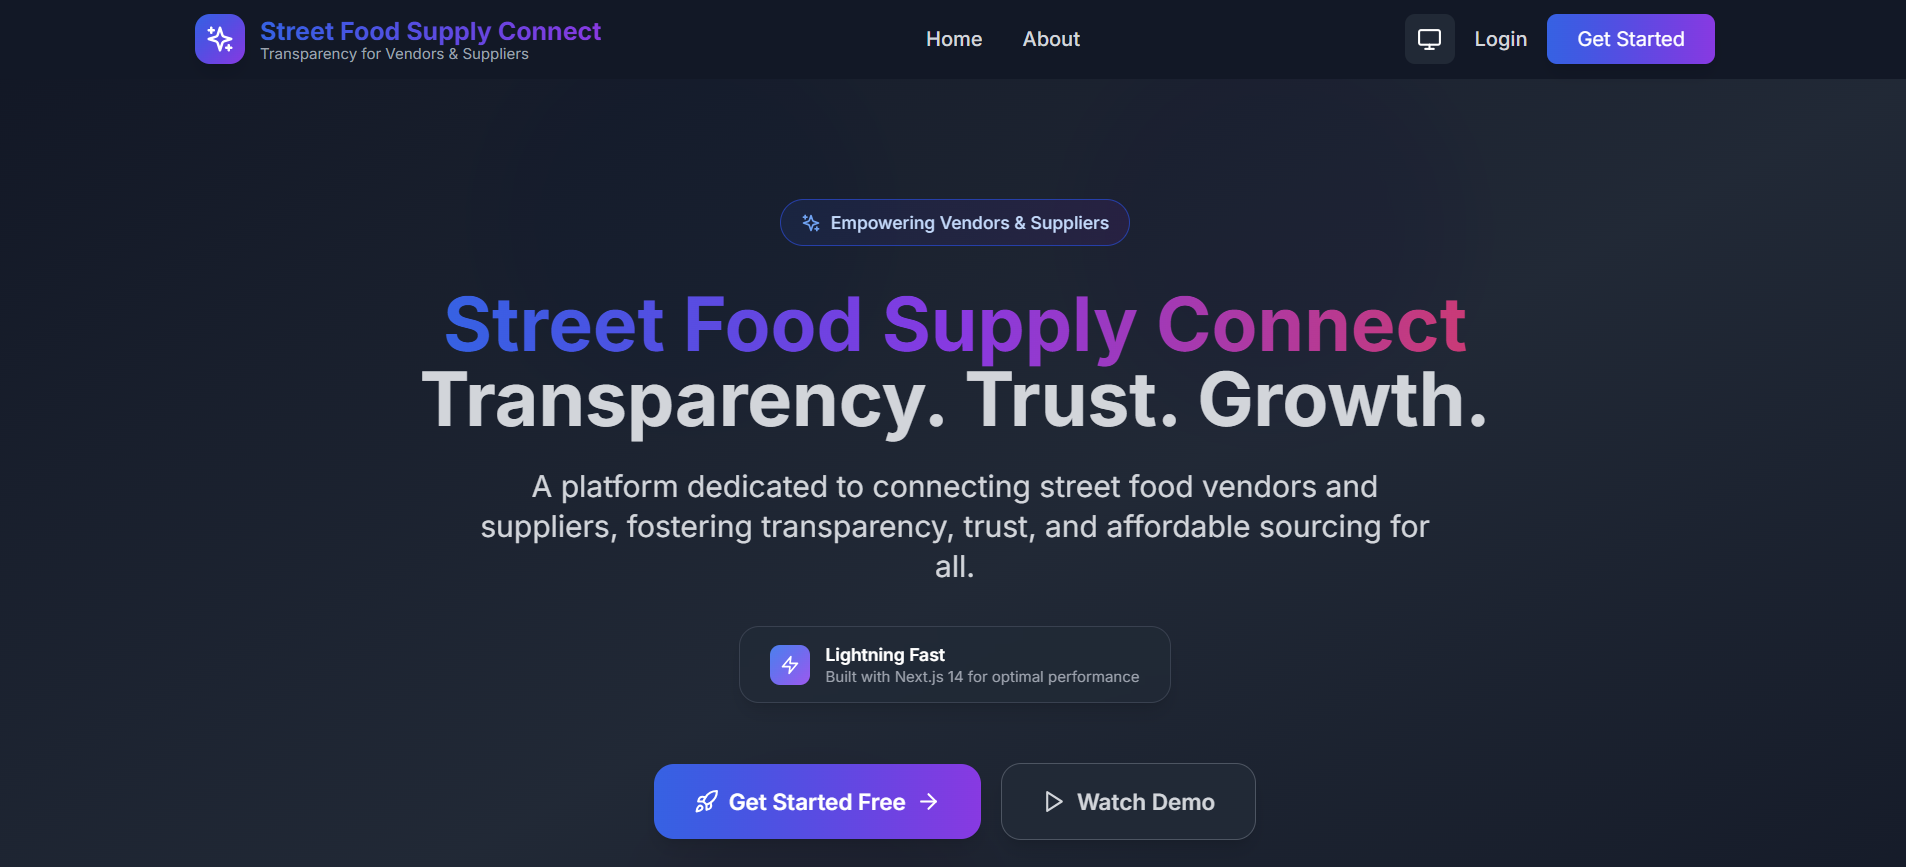 Street Food Supply Connect
Transparency for Vendors & Suppliers
Home
About
Login
Get Started
Empowering Vendors & Suppliers
Street Food Supply Connect
Transparency. Trust. Growth.
A platform dedicated to connecting street food vendors and
suppliers, fostering transparency, trust, and affordable sourcing for
all.
Lightning Fast
Built with Next.js 14 for optimal performance
Get Started Free
Watch Demo